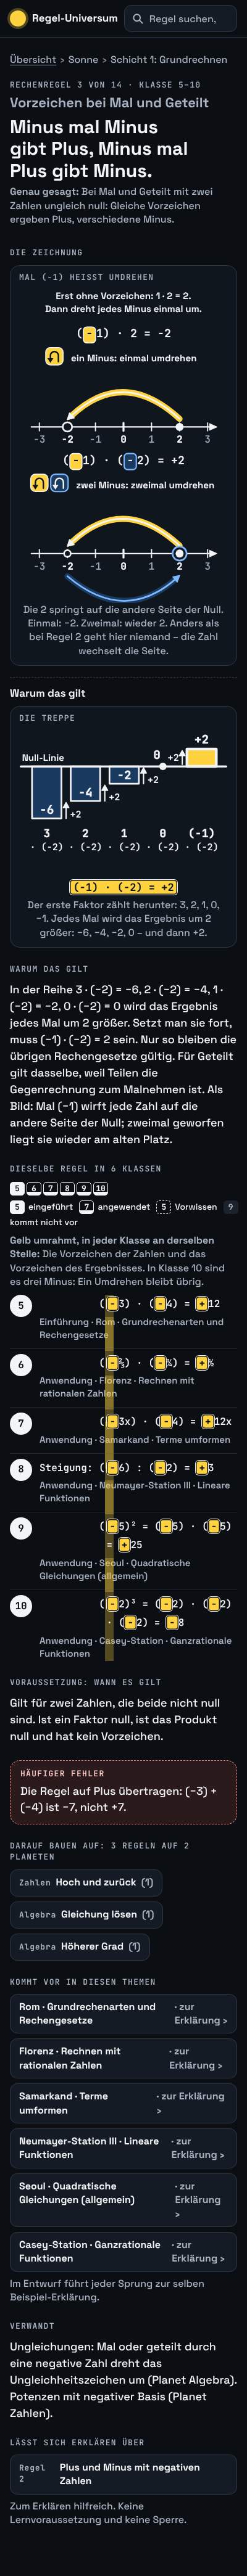 Regel-Universum
Regel suchen,
Übersicht > Sonne > Schicht 1: Grundrechnen
RECHENREGEL 3 VON 14 · KLASSE 5–10
Vorzeichen bei Mal und Geteilt
Minus mal Minus
gibt Plus, Minus mal
Plus gibt Minus.
Genau gesagt: Bei Mal und Geteilt mit zwei
Zahlen ungleich null: Gleiche Vorzeichen
ergeben Plus, verschiedene Minus.
DIE ZEICHNUNG
MAL (-1) HEISST UMDREHEN
Erst ohne Vorzeichen: 1 · 2 = 2.
Dann dreht jedes Minus einmal um.
(-1) · 2 = -2
ein Minus: einmal umdrehen
-3 -2 -1 0 1 2 3
(-1) · (-2) = +2
zwei Minus: zweimal umdrehen
-3 -2 -1 0 1 2 3
Die 2 springt auf die andere Seite der Null.
Einmal: −2. Zweimal: wieder 2. Anders als
bei Regel 2 geht hier niemand – die Zahl
wechselt die Seite.
Warum das gilt
DIE TREPPE
+2
0
Null-Linie
+2
-2
+2
-4
+2
-6
+2
3 2 1 0 (-1)
· (-2) · (-2) · (-2) · (-2) · (-2)
(-1) · (-2) = +2
Der erste Faktor zählt herunter: 3, 2, 1, 0,
−1. Jedes Mal wird das Ergebnis um 2
größer: −6, −4, −2, 0 – und dann +2.
WARUM DAS GILT
In der Reihe 3 · (−2) = −6, 2 · (−2) = −4, 1 ·
(−2) = −2, 0 · (−2) = 0 wird das Ergebnis
jedes Mal um 2 größer. Setzt man sie fort,
muss (−1) · (−2) = 2 sein. Nur so bleiben die
übrigen Rechengesetze gültig. Für Geteilt
gilt dasselbe, weil Teilen die
Gegenrechnung zum Malnehmen ist. Als
Bild: Mal (−1) wirft jede Zahl auf die
andere Seite der Null; zweimal geworfen
liegt sie wieder am alten Platz.
DIESELBE REGEL IN 6 KLASSEN
5 6 7 8 9 10
5 eingeführt 7 angewendet 5 Vorwissen 9
kommt nicht vor
Gelb umrahmt, in jeder Klasse an derselben
Stelle: Die Vorzeichen der Zahlen und das
Vorzeichen des Ergebnisses. In Klasse 10 sind
es drei Minus: Ein Umdrehen bleibt übrig.
5 (-3) · (-4) = +12
Einführung · Rom · Grundrechenarten und
Rechengesetze
6
Anwendung · Florenz · Rechnen mit
rationalen Zahlen
7 (-3x) · (-4) = +12x
Anwendung · Samarkand · Terme umformen
8 Steigung: (-6) : (-2) = +3
Anwendung · Neumayer-Station III · Lineare
Funktionen
9 (-5)² = (-5) · (-5)
= +25
Anwendung · Seoul · Quadratische
Gleichungen (allgemein)
10 (-2)³ = (-2) · (-2)
· (-2) = -8
Anwendung · Casey-Station · Ganzrationale
Funktionen
VORAUSSETZUNG: WANN ES GILT
Gilt für zwei Zahlen, die beide nicht null
sind. Ist ein Faktor null, ist das Produkt
null und hat kein Vorzeichen.
HÄUFIGER FEHLER
Die Regel auf Plus übertragen: (−3) +
(−4) ist −7, nicht +7.
DARAUF BAUEN AUF: 3 REGELN AUF 2
PLANETEN
Zahlen Hoch und zurück (1)
Algebra Gleichung lösen (1)
Algebra Höherer Grad (1)
KOMMT VOR IN DIESEN THEMEN
Rom · Grundrechenarten und
Rechengesetze
· zur
Erklärung >
Florenz · Rechnen mit
rationalen Zahlen
· zur
Erklärung >
Samarkand · Terme
umformen
· zur Erklärung
>
Neumayer-Station III · Lineare
Funktionen
· zur
Erklärung >
Seoul · Quadratische
Gleichungen (allgemein)
· zur
Erklärung
>
Casey-Station · Ganzrationale
Funktionen
· zur
Erklärung >
Im Entwurf führt jeder Sprung zur selben
Beispiel-Erklärung.
VERWANDT
Ungleichungen: Mal oder geteilt durch
eine negative Zahl dreht das
Ungleichheitszeichen um (Planet Algebra).
Potenzen mit negativer Basis (Planet
Zahlen).
LÄSST SICH ERKLÄREN ÜBER
Regel
2
Plus und Minus mit negativen
Zahlen
Zum Erklären hilfreich. Keine
Lernvoraussetzung und keine Sperre.